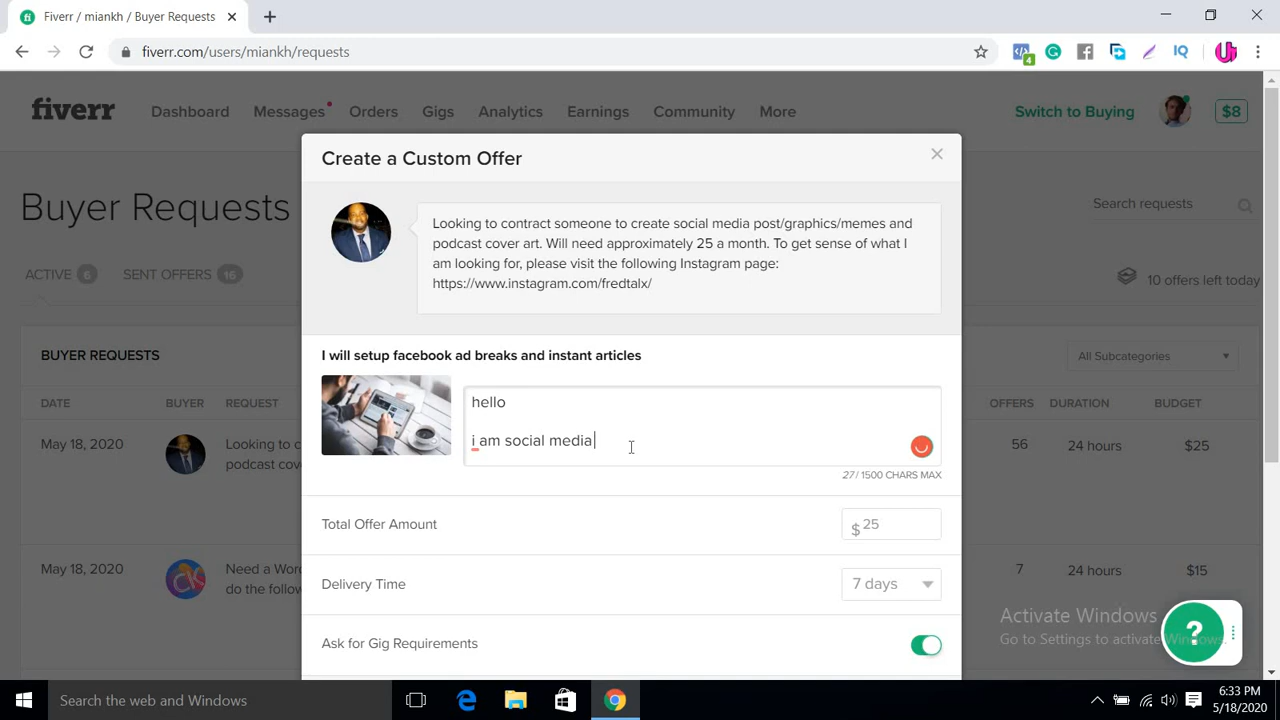 Fiverr / miankh / Buyer Requests
fiverr.com/users/miankh/requests
4
IQ
fiverr
Dashboard
Messages
Orders
Gigs
Analytics
Earnings
Community
More
Switch to Buying
$8
Create a Custom Offer
Buyer Requests
Search requests
Looking to contract someone to create social media post/graphics/memes and
podcast cover art. Will need approximately 25 a month. To get sense of what I
am looking for, please visit the following Instagram page:
https://www.instagram.com/fredtalx/
ACTIVE 6
SENT OFFERS 16
10 offers left today
BUYER REQUESTS
I will setup facebook ad breaks and instant articles
All Subcategories
DATE
BUYER
REQUEST
OFFERS
DURATION
BUDGET
hello
i am social media
27/ 1500 CHARS MAX
May 18, 2020
Looking to c
podcast cov
56
24 hours
$25
Total Offer Amount
$ 25
May 18, 2020
Need a Wor
do the follow
7
24 hours
$15
Delivery Time
7 days
Ask for Gig Requirements
Activate Windows
Go to Settings to activate Windows.
?
Search the web and Windows
6:33 PM
5/18/2020